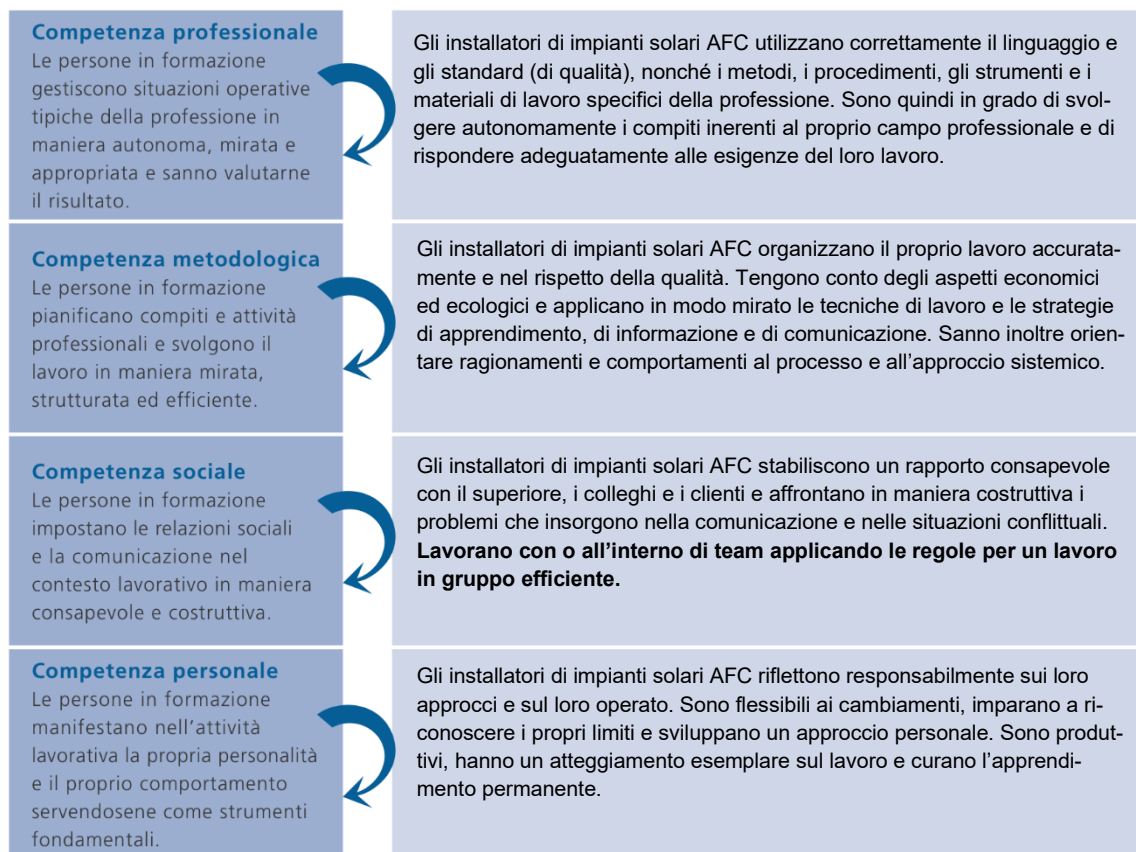 Competenza professionale
Le persone in formazione
gestiscono situazioni operative
tipiche della professione in
maniera autonoma, mirata e
appropriata e sanno valutarne
il risultato.
Gli installatori di impianti solari AFC utilizzano correttamente il linguaggio e
gli standard (di qualità), nonché i metodi, i procedimenti, gli strumenti e i
materiali di lavoro specifici della professione. Sono quindi in grado di svol-
gere autonomamente i compiti inerenti al proprio campo professionale e di
rispondere adeguatamente alle esigenze del loro lavoro.
Competenza metodologica
Le persone in formazione
pianificano compiti e attività
professionali e svolgono il
lavoro in maniera mirata,
strutturata ed efficiente.
Gli installatori di impianti solari AFC organizzano il proprio lavoro accurata-
mente e nel rispetto della qualità. Tengono conto degli aspetti economici
ed ecologici e applicano in modo mirato le tecniche di lavoro e le strategie
di apprendimento, di informazione e di comunicazione. Sanno inoltre orien-
tare ragionamenti e comportamenti al processo e all'approccio sistemico.
Competenza sociale
Le persone in formazione
impostano le relazioni sociali
e la comunicazione nel
contesto lavorativo in maniera
consapevole e costruttiva.
Gli installatori di impianti solari AFC stabiliscono un rapporto consapevole
con il superiore, i colleghi e i clienti e affrontano in maniera costruttiva i
problemi che insorgono nella comunicazione e nelle situazioni conflittuali.
Lavorano con o all'interno di team applicando le regole per un lavoro
in gruppo efficiente.
Competenza personale
Le persone in formazione
manifestano nell'attività
lavorativa la propria personalità
e il proprio comportamento
servendosene come strumenti
fondamentali.
Gli installatori di impianti solari AFC riflettono responsabilmente sui loro
approcci e sul loro operato. Sono flessibili ai cambiamenti, imparano a ri-
conoscere i propri limiti e sviluppano un approccio personale. Sono produt-
tivi, hanno un atteggiamento esemplare sul lavoro e curano l'apprendi-
mento permanente.